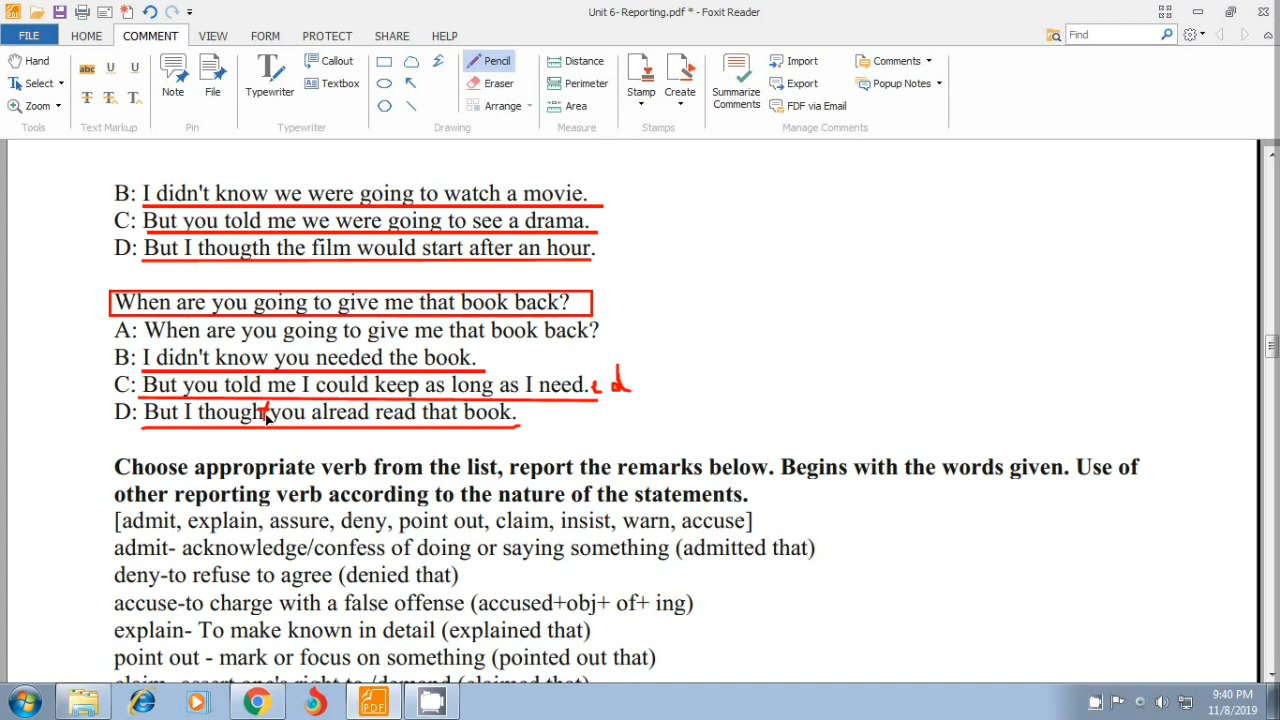 Unit 6- Reporting.pdf * - Foxit Reader
FILE HOME COMMENT VIEW FORM PROTECT SHARE HELP Find
Hand Select Zoom Tools
abc U U T T T Text Markup
Note File Pin
Typewriter Callout Textbox Typewriter
Pencil Eraser Arrange Drawing
Distance Perimeter Area Measure
Stamp Create Stamps
Summarize Comments Import Export FDF via Email Comments Popup Notes Manage Comments
B: I didn't know we were going to watch a movie.
C: But you told me we were going to see a drama.
D: But I thougth the film would start after an hour.
When are you going to give me that book back?
A: When are you going to give me that book back?
B: I didn't know you needed the book.
C: But you told me I could keep as long as I need. e d
D: But I though t you alread read that book.
Choose appropriate verb from the list, report the remarks below. Begins with the words given. Use of
other reporting verb according to the nature of the statements.
[admit, explain, assure, deny, point out, claim, insist, warn, accuse]
admit- acknowledge/confess of doing or saying something (admitted that)
deny-to refuse to agree (denied that)
accuse-to charge with a false offense (accused+obj+ of+ ing)
explain- To make known in detail (explained that)
point out - mark or focus on something (pointed out that)
claim- assert one's right to /demand (claimed that)
PDF
9:40 PM
11/8/2019